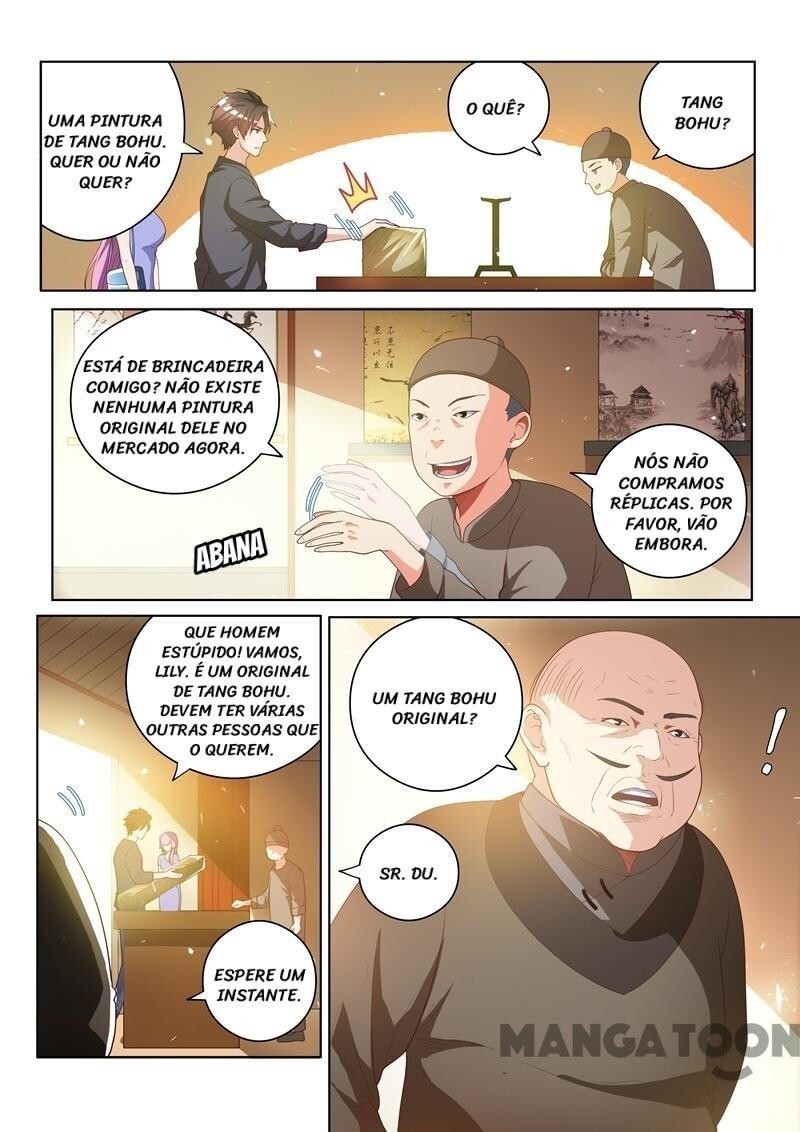 UMA PINTURA
DE TANG BOHU.
QUER OU NÃO
QUER?
O QUÊ?
TANG
BOHU?
ESTÁ DE BRINCADEIRA
COMIGO? NÃO EXISTE
NENHUMA PINTURA
ORIGINAL DELE NO
MERCADO AGORA.
ABANA
NÓS NÃO
COMPRAMOS
RÉPLICAS. POR
FAVOR, VÃO
EMBORA.
QUE HOMEM
ESTÚPIDO! VAMOS,
LILY. É UM ORIGINAL
DE TANG BOHU.
DEVEM TER VÁRIAS
OUTRAS PESSOAS QUE
O QUEREM.
ESPERE UM
INSTANTE.
UM TANG BOHU
ORIGINAL?
!
SR. DU.
MANGATOON